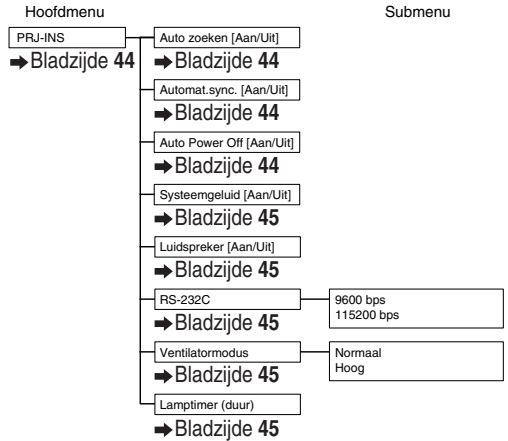 Hoofdmenu
Submenu
PRJ-INS
➡Bladzijde 44
Auto zoeken [Aan/Uit]
➡Bladzijde 44
Automat.sync. [Aan/Uit]
➡Bladzijde 44
Auto Power Off [Aan/Uit]
➡Bladzijde 44
Systeemgeluid [Aan/Uit]
➡Bladzijde 45
Luidspreker [Aan/Uit]
➡Bladzijde 45
RS-232C
➡Bladzijde 45
9600 bps
115200 bps
Ventilatormodus
➡Bladzijde 45
Normaal
Hoog
Lamptimer (duur)
➡Bladzijde 45